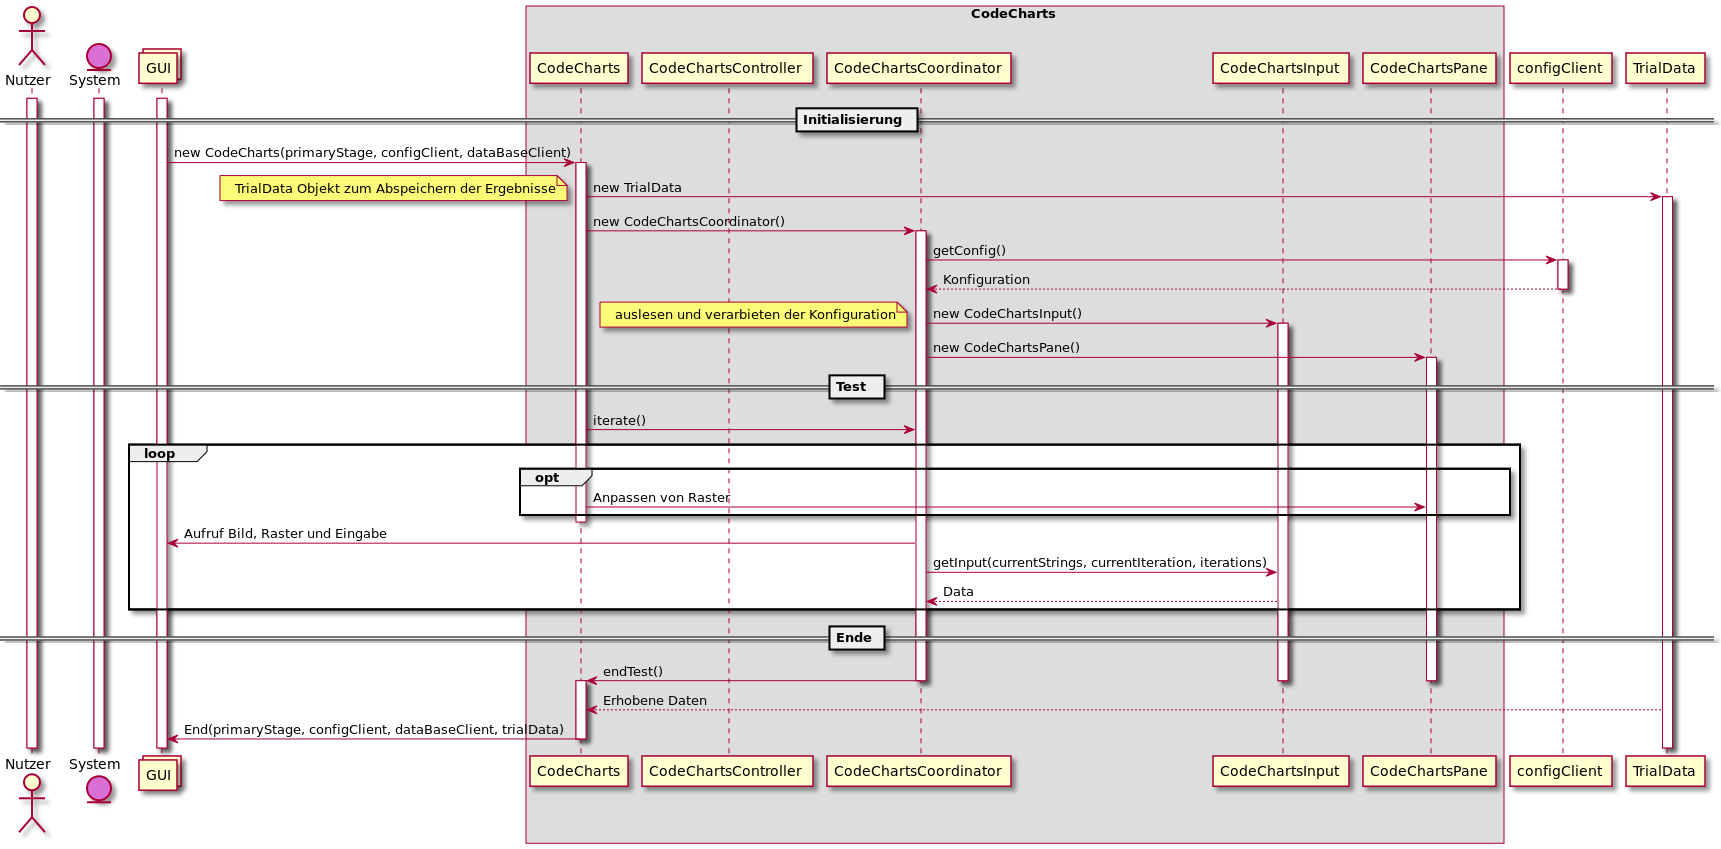 CodeCharts
Nutzer
System
GUI
CodeCharts
CodeChartsController
CodeChartsCoordinator
CodeChartsInput
CodeChartsPane
configClient
TrialData
Initialisierung
new CodeCharts(primaryStage, configClient, dataBaseClient)
TrialData Objekt zum Abspeichern der Ergebnisse
new TrialData
new CodeChartsCoordinator()
getConfig()
Konfiguration
auslesen und verarbieten der Konfiguration
new CodeChartsInput()
new CodeChartsPane()
Test
iterate()
loop
opt
Anpassen von Raster
Aufruf Bild, Raster und Eingabe
getInput(currentStrings, currentIteration, iterations)
Data
Ende
endTest()
Erhobene Daten
End(primaryStage, configClient, dataBaseClient, trialData)
Nutzer
System
GUI
CodeCharts
CodeChartsController
CodeChartsCoordinator
CodeChartsInput
CodeChartsPane
configClient
TrialData